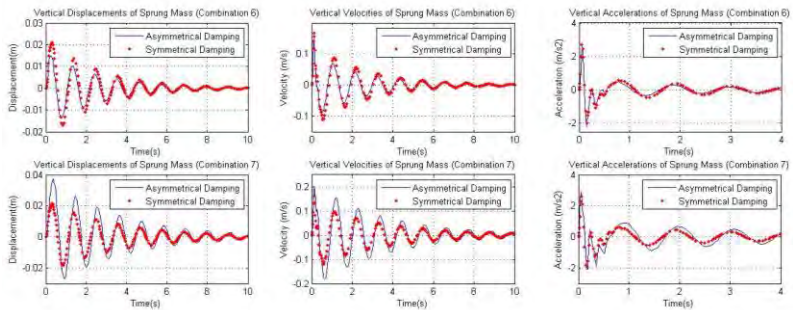 Vertical Displacements of Sprung Mass (Combination 6)
0.03
0.02
0.01
0
-0.01
-0.02
Displacement(m)
Asymmetrical Damping
Symmetrical Damping
0 2 4 6 8 10
Time(s)
Vertical Velocities of Sprung Mass (Combination 6)
0.1
0
-0.1
Velocity (m/s)
Asymmetrical Damping
Symmetrical Damping
0 2 4 6 8 10
Time(s)
Vertical Accelerations of Sprung Mass (Combination 6)
4
2
0
-2
Acceleration (m/s2)
Asymmetrical Damping
Symmetrical Damping
0 1 2 3 4
Time(s)
Vertical Displacements of Sprung Mass (Combination 7)
0.04
0.02
0
-0.02
Displacement(m)
Asymmetrical Damping
Symmetrical Damping
0 2 4 6 8 10
Time(s)
Vertical Velocities of Sprung Mass (Combination 7)
0.2
0.1
0
-0.1
-0.2
Velocity (m/s)
Asymmetrical Damping
Symmetrical Damping
0 2 4 6 8 10
Time(s)
Vertical Accelerations of Sprung Mass (Combination 7)
4
2
0
-2
Acceleration (m/s2)
Asymmetrical Damping
Symmetrical Damping
0 1 2 3 4
Time(s)